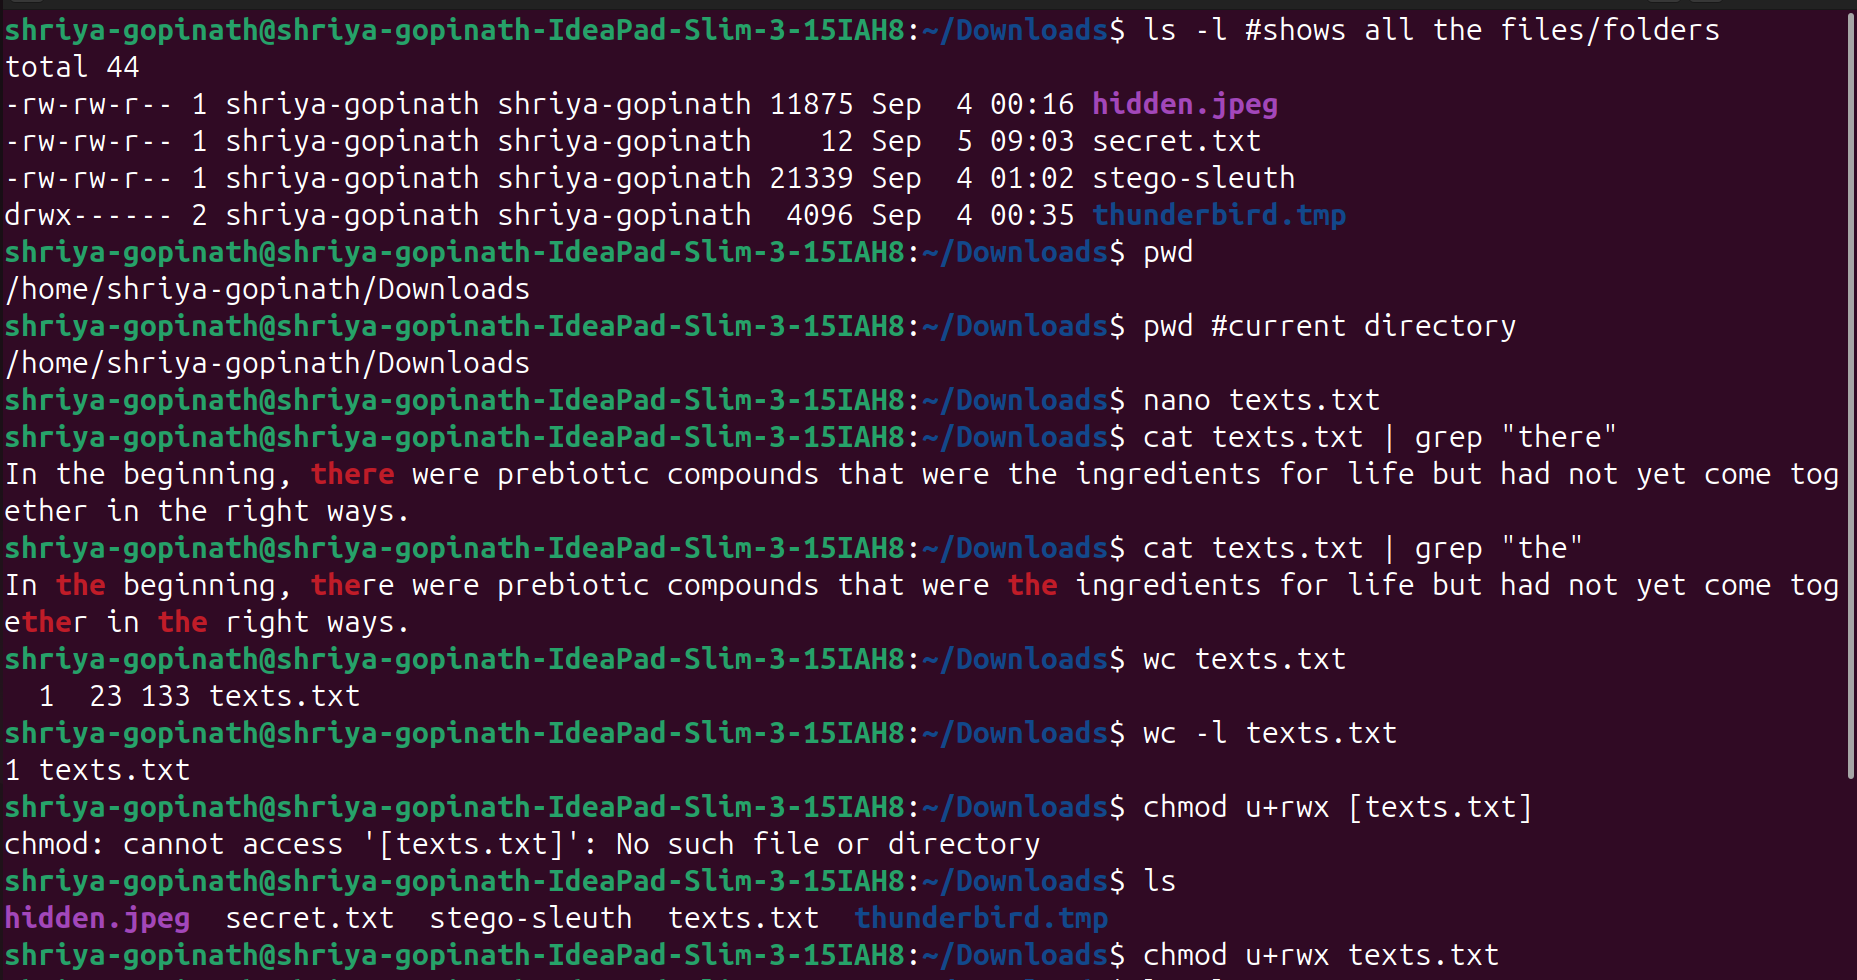 shriya-gopinath@shriya-gopinath-IdeaPad-Slim-3-15IAH8:~/Downloads$ ls -l #shows all the files/folders
total 44
-rw-rw-r-- 1 shriya-gopinath shriya-gopinath 11875 Sep  4 00:16 hidden.jpeg
-rw-rw-r-- 1 shriya-gopinath shriya-gopinath    12 Sep  5 09:03 secret.txt
-rw-rw-r-- 1 shriya-gopinath shriya-gopinath 21339 Sep  4 01:02 stego-sleuth
drwx------ 2 shriya-gopinath shriya-gopinath  4096 Sep  4 00:35 thunderbird.tmp
shriya-gopinath@shriya-gopinath-IdeaPad-Slim-3-15IAH8:~/Downloads$ pwd
/home/shriya-gopinath/Downloads
shriya-gopinath@shriya-gopinath-IdeaPad-Slim-3-15IAH8:~/Downloads$ pwd #current directory
/home/shriya-gopinath/Downloads
shriya-gopinath@shriya-gopinath-IdeaPad-Slim-3-15IAH8:~/Downloads$ nano texts.txt
shriya-gopinath@shriya-gopinath-IdeaPad-Slim-3-15IAH8:~/Downloads$ cat texts.txt | grep "there"
In the beginning, there were prebiotic compounds that were the ingredients for life but had not yet come tog
ether in the right ways.
shriya-gopinath@shriya-gopinath-IdeaPad-Slim-3-15IAH8:~/Downloads$ cat texts.txt | grep "the"
In the beginning, there were prebiotic compounds that were the ingredients for life but had not yet come tog
ether in the right ways.
shriya-gopinath@shriya-gopinath-IdeaPad-Slim-3-15IAH8:~/Downloads$ wc texts.txt
  1  23 133 texts.txt
shriya-gopinath@shriya-gopinath-IdeaPad-Slim-3-15IAH8:~/Downloads$ wc -l texts.txt
1 texts.txt
shriya-gopinath@shriya-gopinath-IdeaPad-Slim-3-15IAH8:~/Downloads$ chmod u+rwx [texts.txt]
chmod: cannot access '[texts.txt]': No such file or directory
shriya-gopinath@shriya-gopinath-IdeaPad-Slim-3-15IAH8:~/Downloads$ ls
hidden.jpeg  secret.txt  stego-sleuth  texts.txt  thunderbird.tmp
shriya-gopinath@shriya-gopinath-IdeaPad-Slim-3-15IAH8:~/Downloads$ chmod u+rwx texts.txt